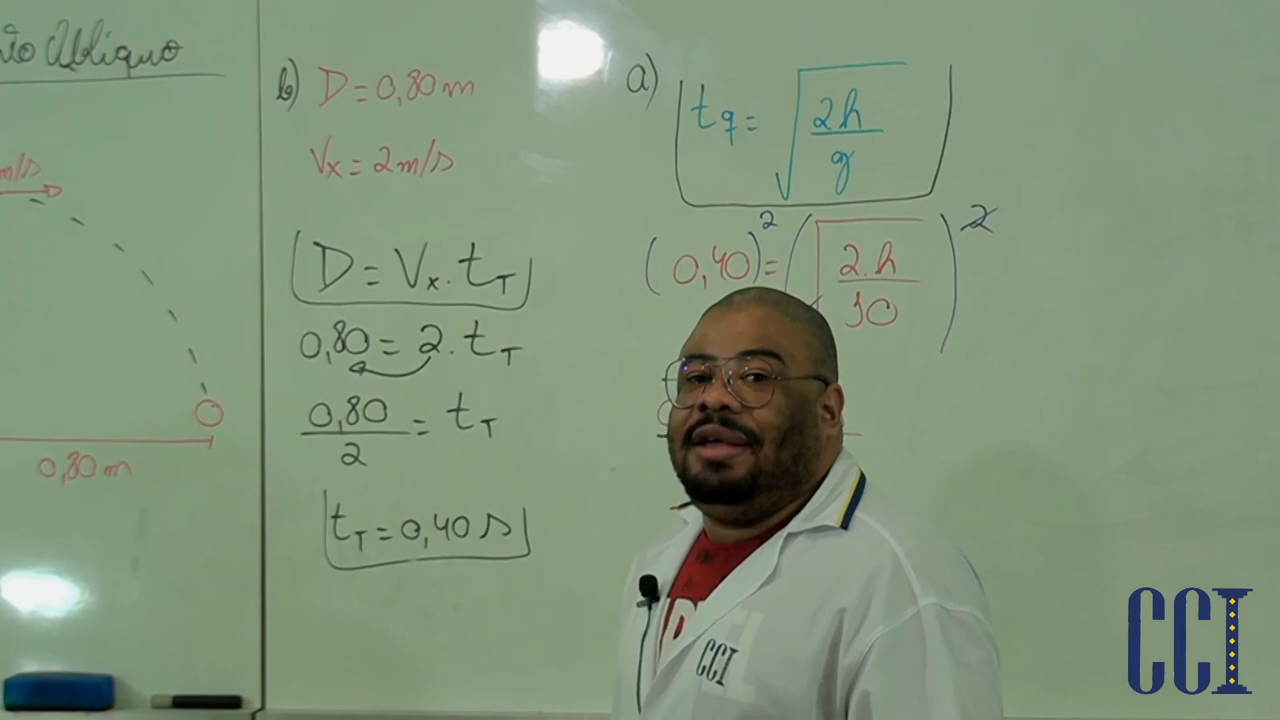 Oblíquo
m/s
0,80 m
b) D = 0,80 m
Vx = 2 m/s
D = Vx . tT
0,80 = 2 . tT
0,80 / 2 = tT
tT = 0,40 s
a) tq = √(2h / g)
(0,40)² = (√(2.h / 10))²
CCI
CCI